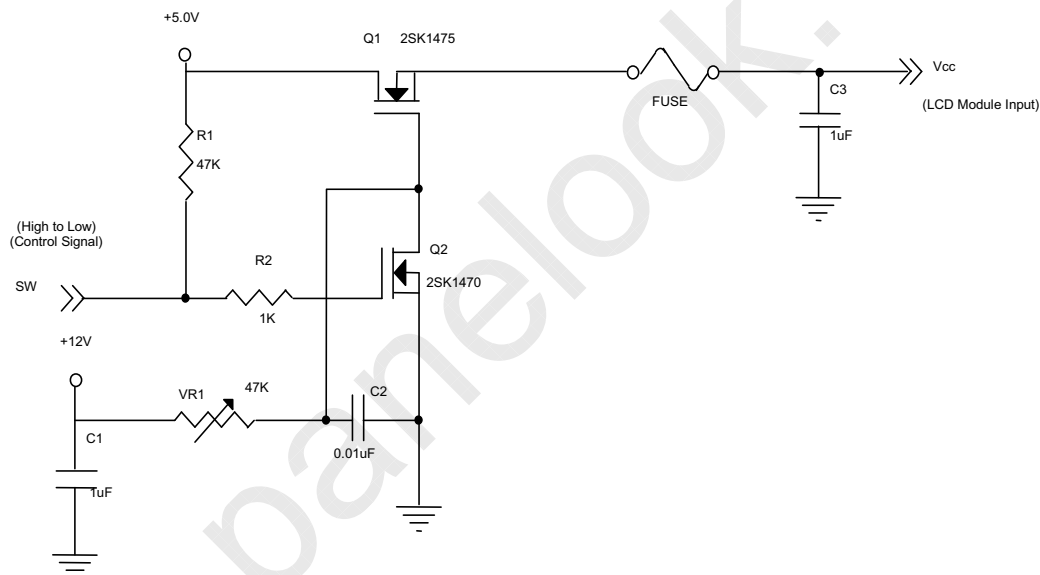 +5.0V
Q1 2SK1475
Vcc
FUSE
C3
(LCD Module Input)
1uF
R1
47K
(High to Low)
(Control Signal)
SW
R2
1K
Q2
2SK1470
+12V
VR1
47K
C2
C1
0.01uF
1uF
panelook.